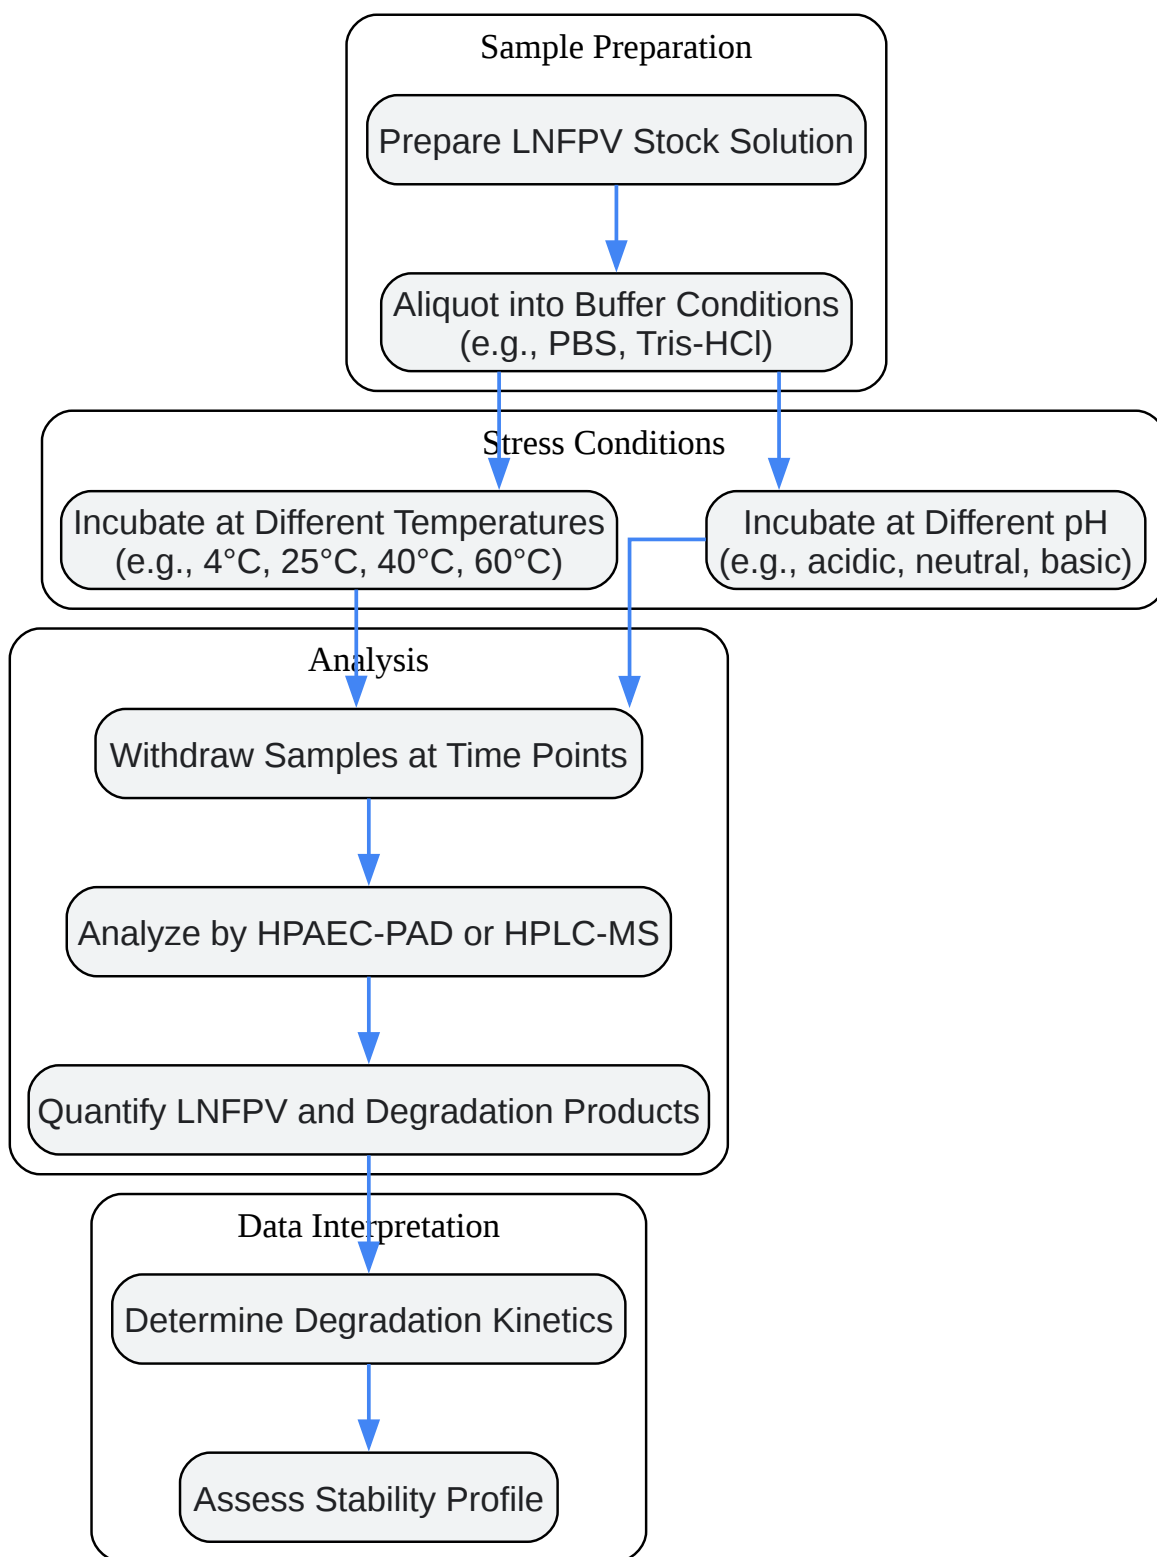 Sample Preparation
Prepare LNFPV Stock Solution
Aliquot into Buffer Conditions
(e.g., PBS, Tris-HCl)
Stress Conditions
Incubate at Different Temperatures
(e.g., 4°C, 25°C, 40°C, 60°C)
Incubate at Different pH
(e.g., acidic, neutral, basic)
Analysis
Withdraw Samples at Time Points
Analyze by HPAEC-PAD or HPLC-MS
Quantify LNFPV and Degradation Products
Data Interpretation
Determine Degradation Kinetics
Assess Stability Profile